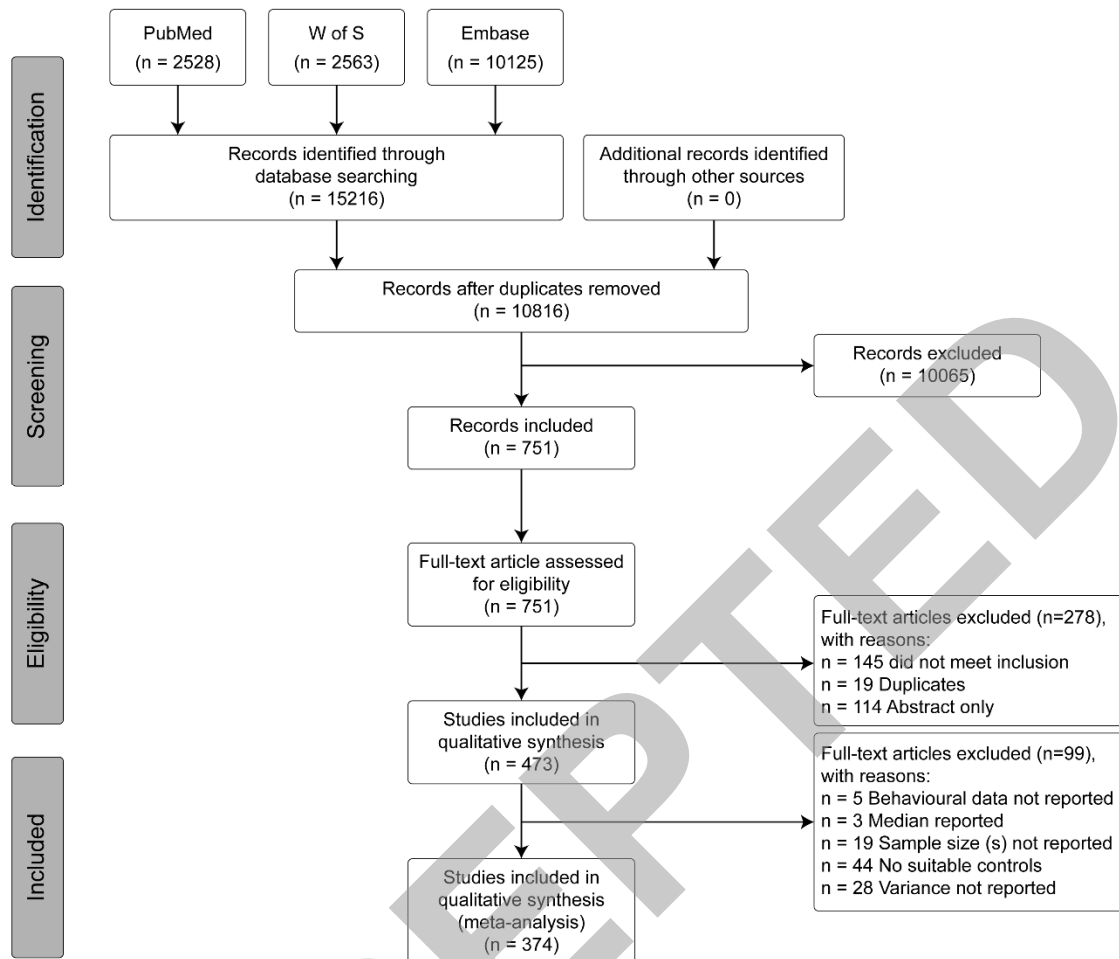 PubMed
(n = 2528)
W of S
(n = 2563)
Embase
(n = 10125)
Identification
Records identified through
database searching
(n = 15216)
Additional records identified
through other sources
(n = 0)
Records after duplicates removed
(n = 10816)
Screening
Records excluded
(n = 10065)
Records included
(n = 751)
Eligibility
Full-text article assessed
for eligibility
(n = 751)
Full-text articles excluded (n=278),
with reasons:
n = 145 did not meet inclusion
n = 19 Duplicates
n = 114 Abstract only
Studies included in
qualitative synthesis
(n = 473)
Included
Full-text articles excluded (n=99),
with reasons:
n = 5 Behavioural data not reported
n = 3 Median reported
n = 19 Sample size (s) not reported
n = 44 No suitable controls
n = 28 Variance not reported
Studies included in
qualitative synthesis
(meta-analysis)
(n = 374)
EPTED